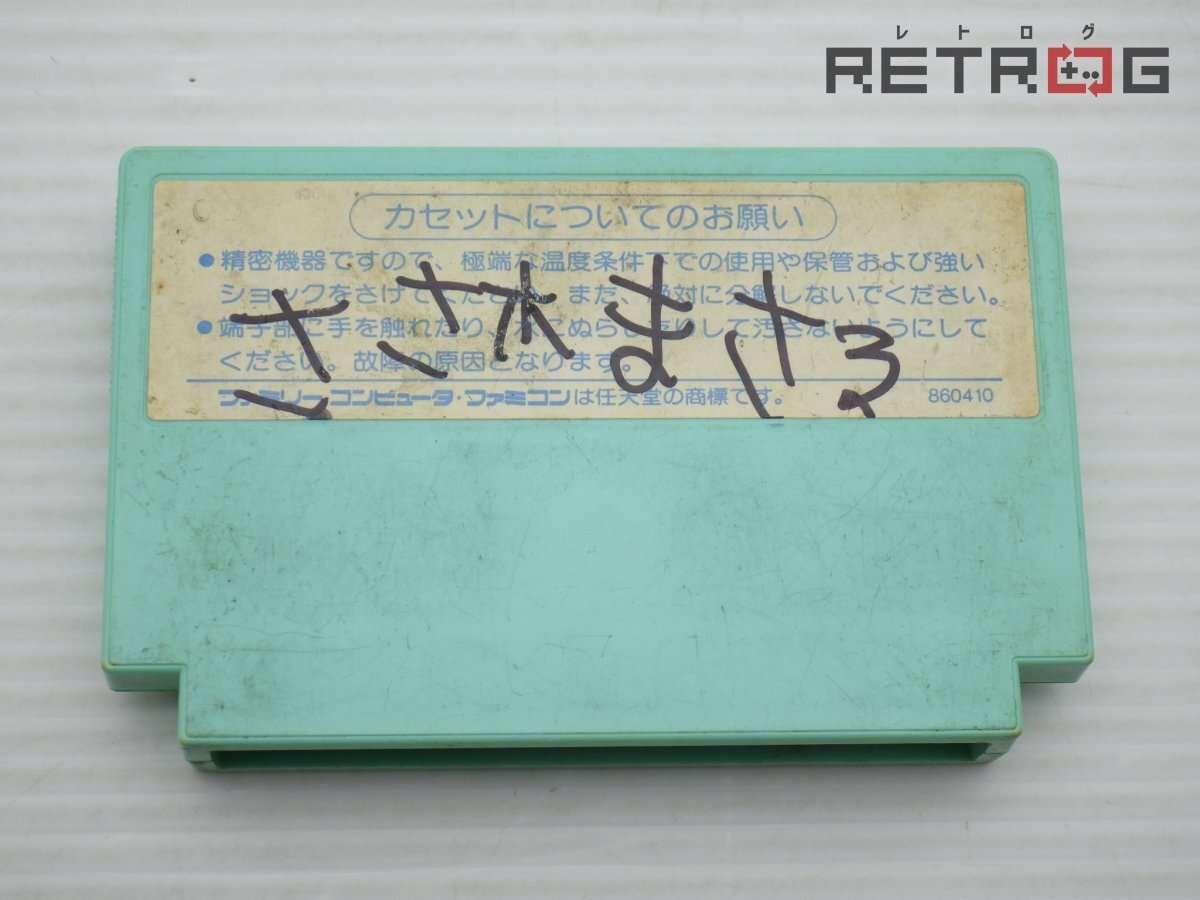 レトログ
RETROG
カセットについてのお願い
●精密機器ですので、極端な温度条件下での使用や保管および強い
ショックをさけてください。また、絶対に分解しないでください。
●端子部に手を触れたり、水にぬらしたりして汚さないようにして
ください。故障の原因となります。
ささ木まさる
ファミリーコンピュータ・ファミコンは任天堂の商標です。
860410